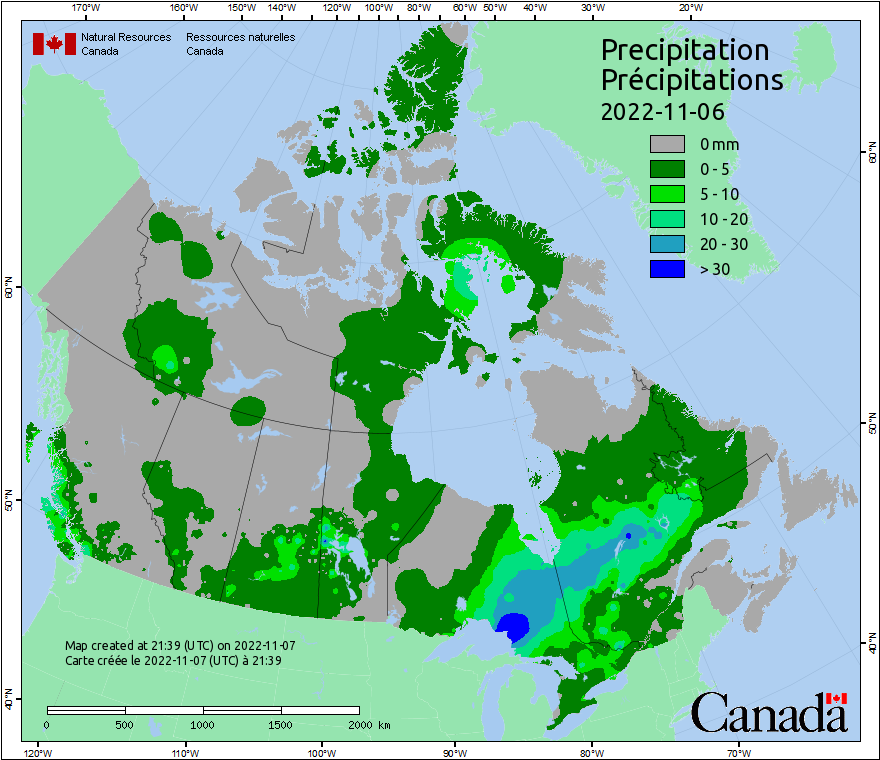 170°W 160°W 150°W 140°W 130°W 120°W 110°W 100°W 90°W 80°W 60°W 50°W 40°W 30°W 20°W
Natural Resources Canada
Ressources naturelles Canada
Precipitation
Précipitations
2022-11-06
0 mm
0 - 5
5 - 10
10 - 20
20 - 30
> 30
60°N
50°N
40°N
60°N
50°N
40°N
Map created at 21:39 (UTC) on 2022-11-07
Carte créée le 2022-11-07 (UTC) à 21:39
0 500 1000 1500 2000 km
Canada
120°W 110°W 100°W 90°W 80°W 70°W